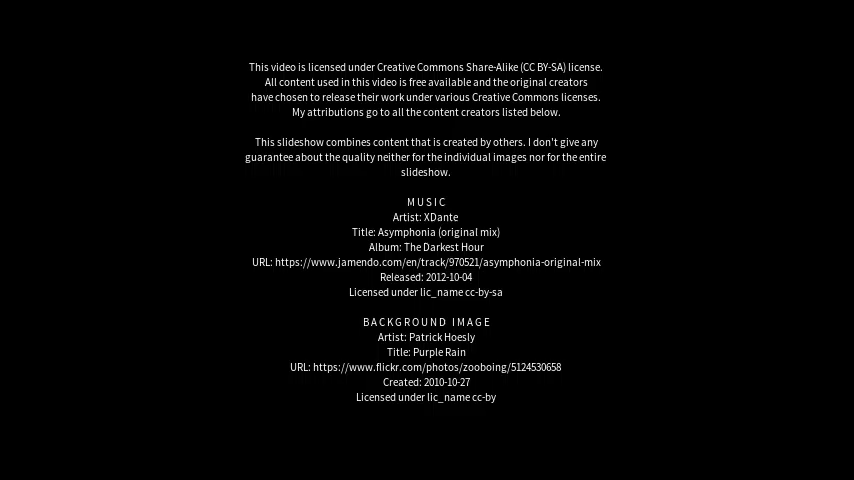 This video is licensed under Creative Commons Share-Alike (CC BY-SA) license.
All content used in this video is free available and the original creators
have chosen to release their work under various Creative Commons licenses.
My attributions go to all the content creators listed below.
This slideshow combines content that is created by others. I don't give any
guarantee about the quality neither for the individual images nor for the entire
slideshow.
MUSIC
Artist: XDante
Title: Asymphonia (original mix)
Album: The Darkest Hour
URL: https://www.jamendo.com/en/track/970521/asymphonia-original-mix
Released: 2012-10-04
Licensed under lic_name cc-by-sa
BACKGROUND IMAGE
Artist: Patrick Hoesly
Title: Purple Rain
URL: https://www.flickr.com/photos/zooboing/5124530658
Created: 2010-10-27
Licensed under lic_name cc-by